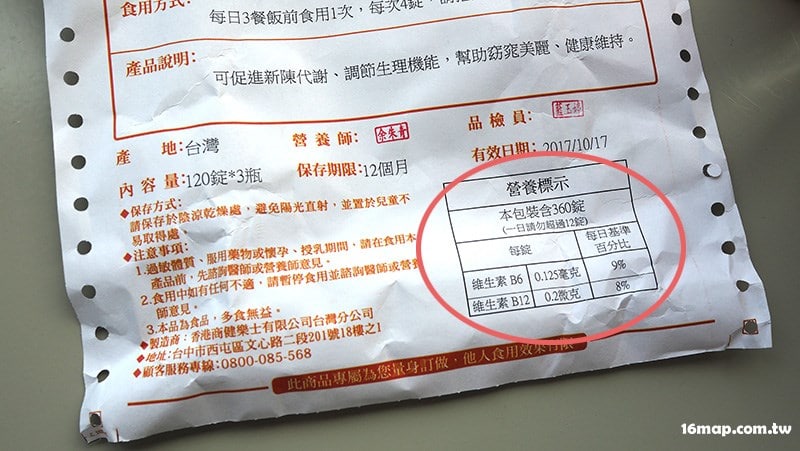 食用方式:
每日3餐飯前食用1次，每次4錠，
產品說明:
可促進新陳代謝、調節生理機能，幫助窈窕美麗、健康維持。
產 地:台灣
營養師:
余朱青
品檢員:
內容量:120錠*3瓶
保存期限:12個月
有效日期: 2017/10/17
◆保存方式:
請保存於陰涼乾燥處，避免陽光直射，並置於兒童不
易取得處。
◆注意事項:
1.過敏體質、服用藥物或懷孕、授乳期間，請在食用本
產品前，先諮詢醫師或營養師意見。
2.食用中如有任何不適，請暫停食用並諮詢醫師或營養
師意見。
3.本品為食品，多食無益。
◆製造商：香港商健樂士有限公司台灣分公司
◆地址:台中市西屯區文心路二段201號18樓之1
◆顧客服務專線:0800-085-568
營養標示
本包裝含360錠
(一日請勿超過12錠)
每錠 每日基準百分比
維生素 B6 0.125毫克 9%
維生素 B12 0.2微克 8%
此商品專屬為您量身訂做，他人食用效果有限
16map.com.tw